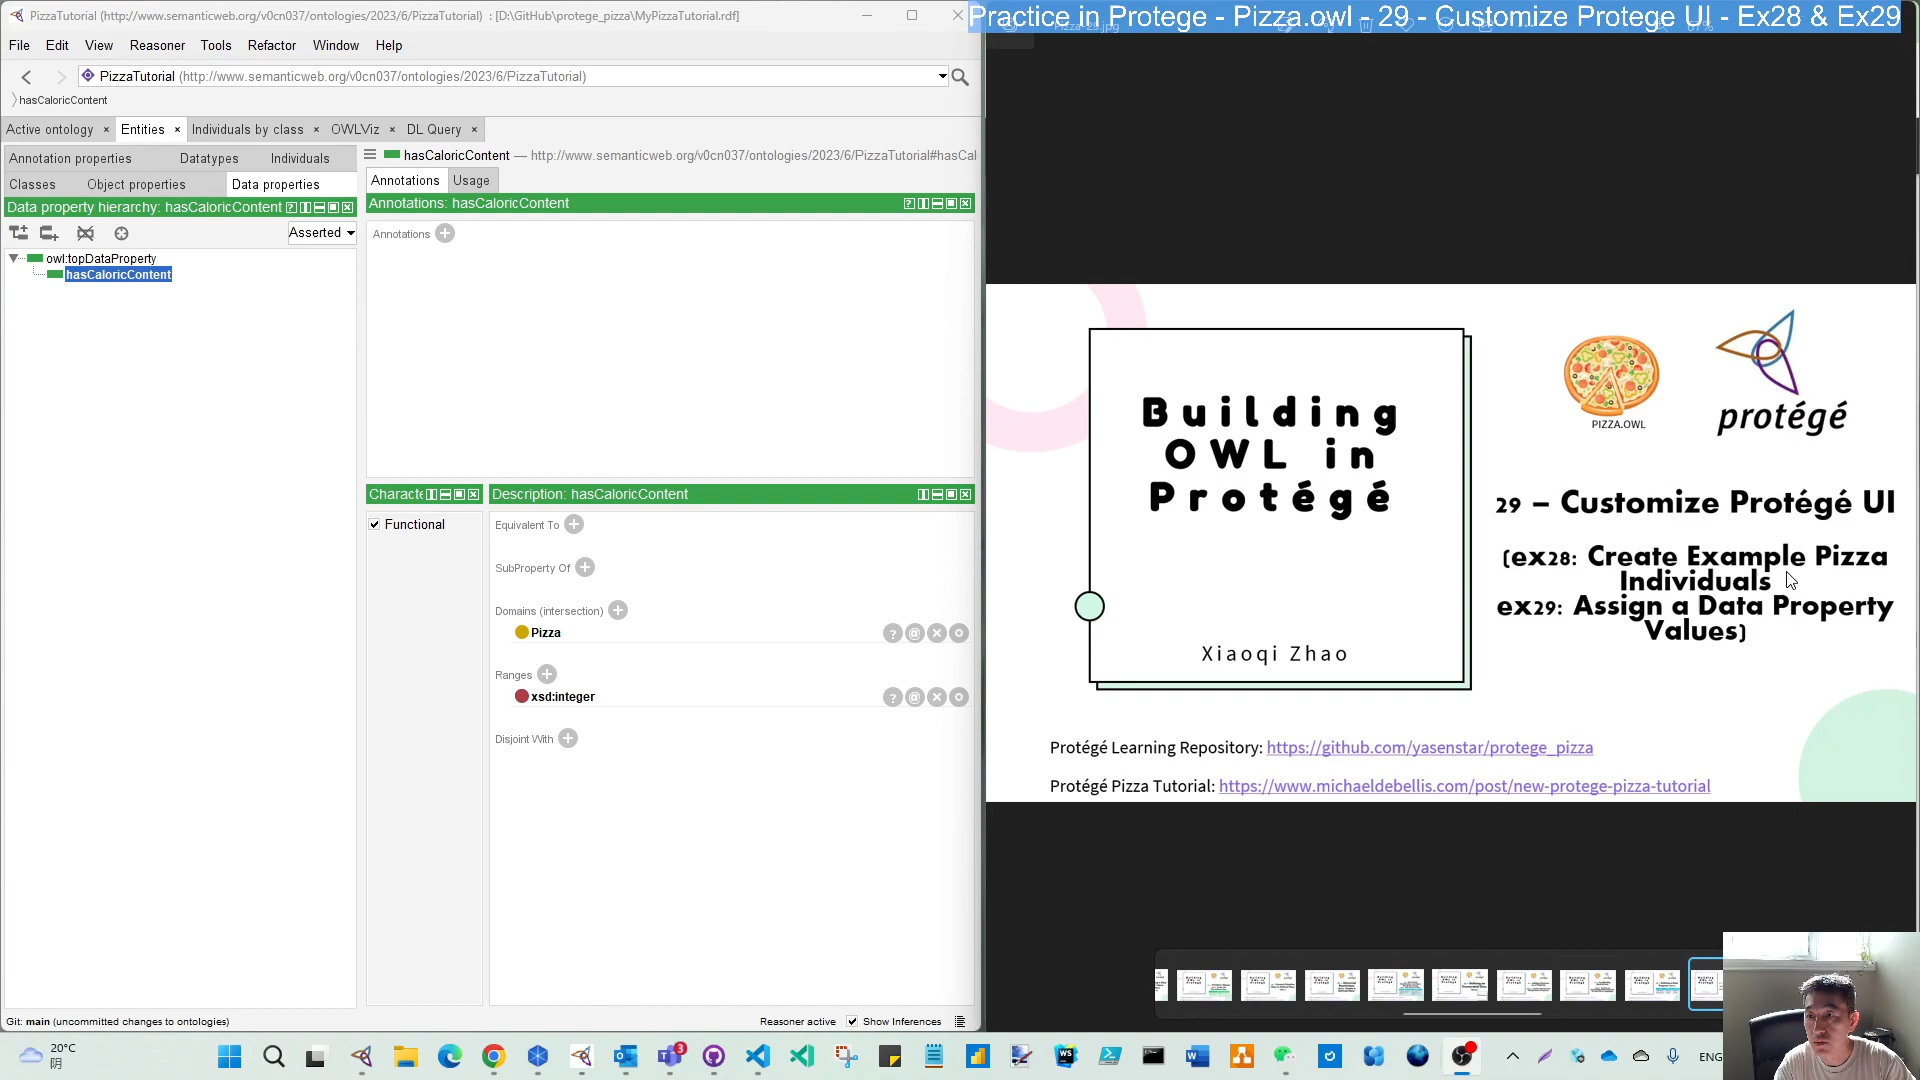 PizzaTutorial (http://www.semanticweb.org/v0cn037/ontologies/2023/6/PizzaTutorial) : [D:\GitHub\protege_pizza\MyPizzaTutorial.rdf]
Practice in Protege - Pizza.owl - 29 - Customize Protege UI - Ex28 & Ex29
File Edit View Reasoner Tools Refactor Window Help
PizzaTutorial (http://www.semanticweb.org/v0cn037/ontologies/2023/6/PizzaTutorial)
hasCaloricContent
Active ontology × Entities × Individuals by class × OWLViz × DL Query ×
Annotation properties Datatypes Individuals
Classes Object properties Data properties
Data property hierarchy: hasCaloricContent
Asserted
owl:topDataProperty
hasCaloricContent
hasCaloricContent — http://www.semanticweb.org/v0cn037/ontologies/2023/6/PizzaTutorial#hasCal
Annotations Usage
Annotations: hasCaloricContent
Annotations
Characte
Functional
Description: hasCaloricContent
Equivalent To
SubProperty Of
Domains (intersection)
Pizza
Ranges
xsd:integer
Disjoint With
Git: main (uncommitted changes to ontologies)
Reasoner active Show Inferences
Building
OWL in
Protégé
Xiaoqi Zhao
PIZZA.OWL
protégé
29 – Customize Protégé UI
(ex28: Create Example Pizza
Individuals
ex29: Assign a Data Property
Values)
Protégé Learning Repository: https://github.com/yasenstar/protege_pizza
Protégé Pizza Tutorial: https://www.michaeldebellis.com/post/new-protege-pizza-tutorial
20°C
阴
3
ENG